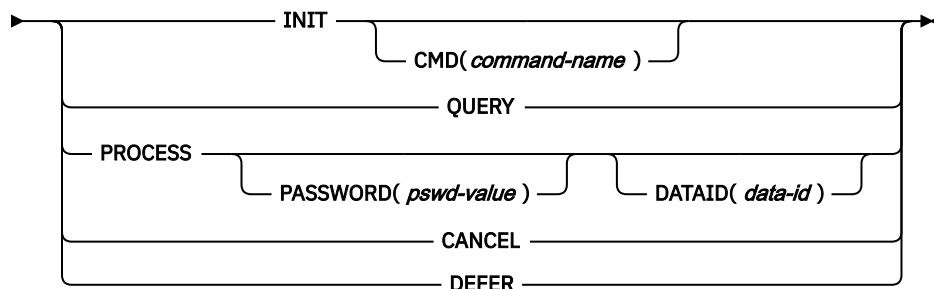 INIT
CMD( command-name )
QUERY
PROCESS
PASSWORD( pswd-value )
DATAID( data-id )
CANCEL
DEFER